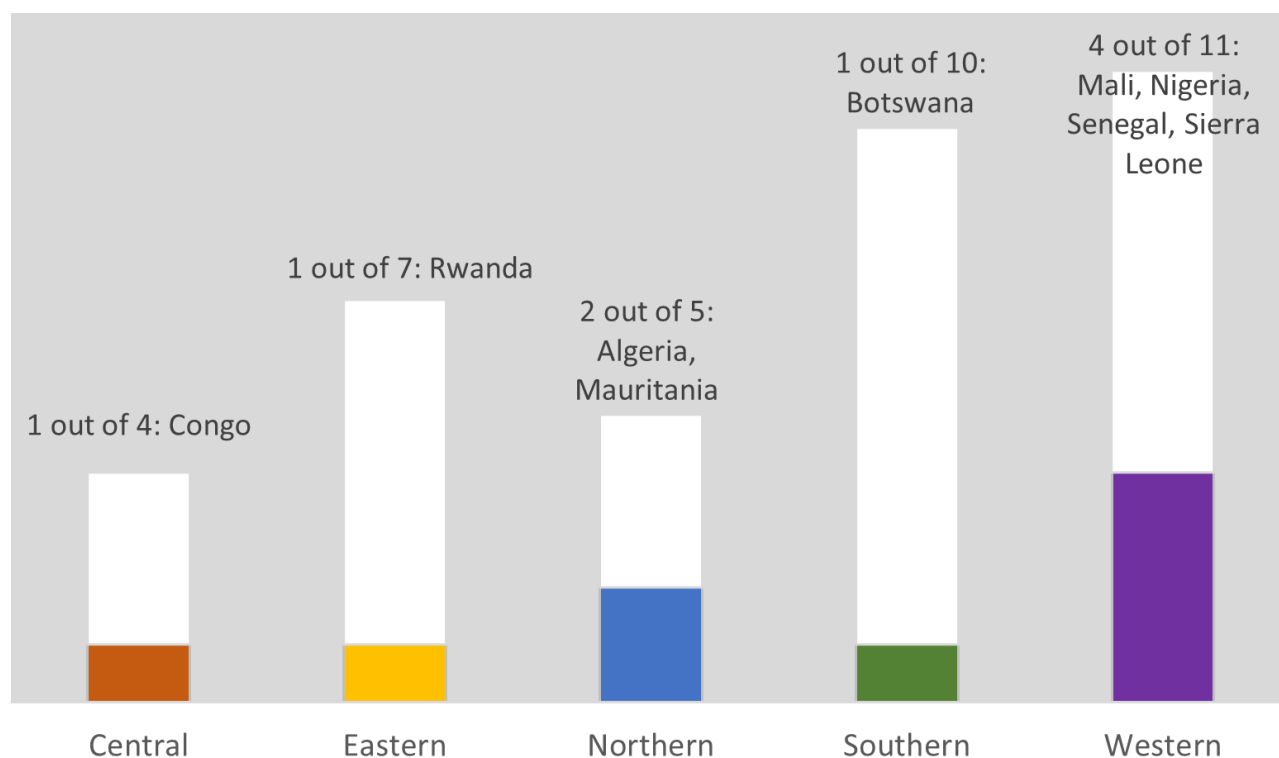 1 out of 4: Congo
1 out of 7: Rwanda
2 out of 5:
Algeria,
Mauritania
1 out of 10:
Botswana
4 out of 11:
Mali, Nigeria,
Senegal, Sierra
Leone
Central
Eastern
Northern
Southern
Western